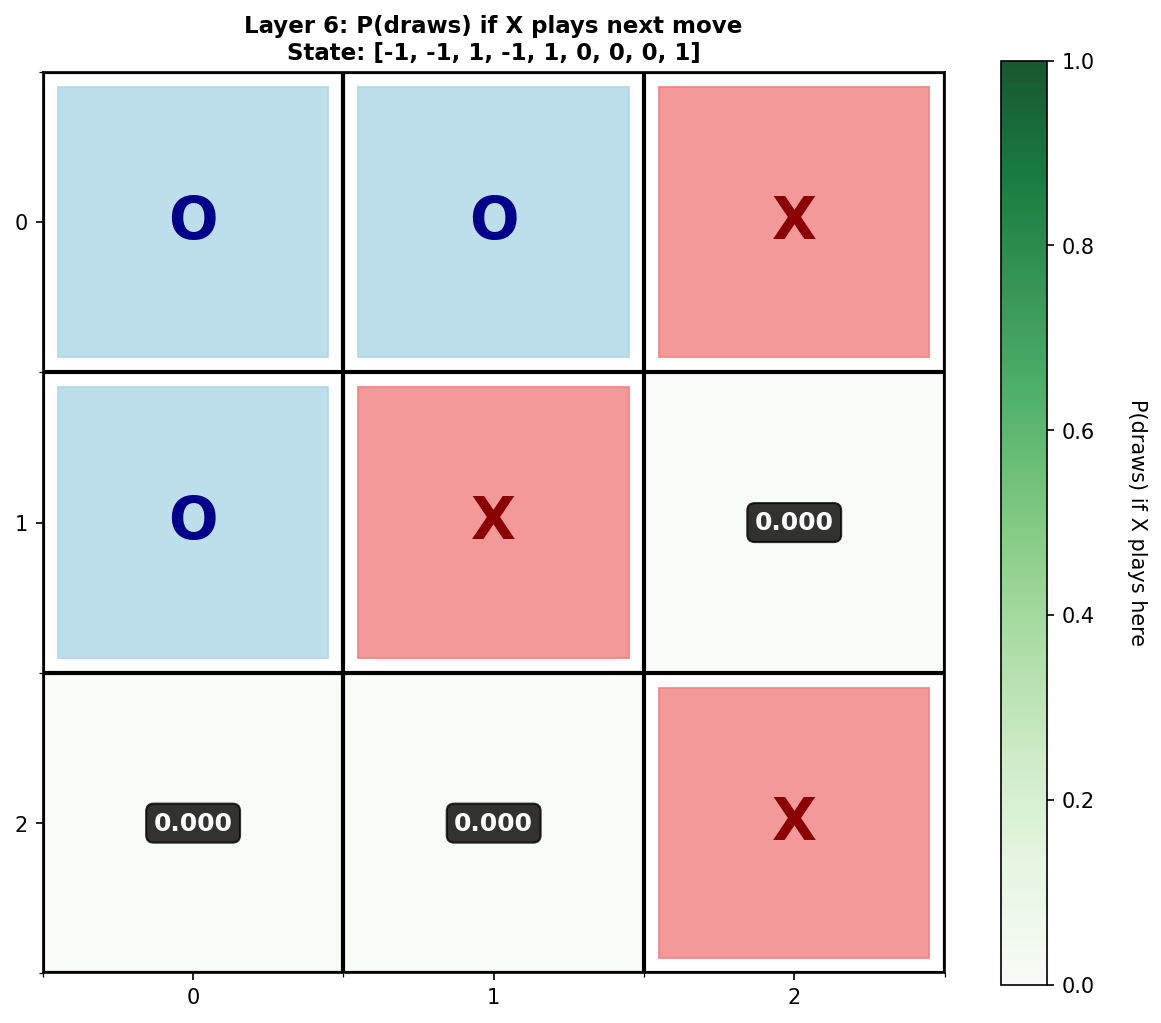 Layer 6: P(draws) if X plays next move
State: [-1, -1, 1, -1, 1, 0, 0, 0, 1]
0
O
O
X
1
O
X
0.000
2
0.000
0.000
X
0
1
2
1.0
0.8
0.6
0.4
0.2
0.0
P(draws) if X plays here